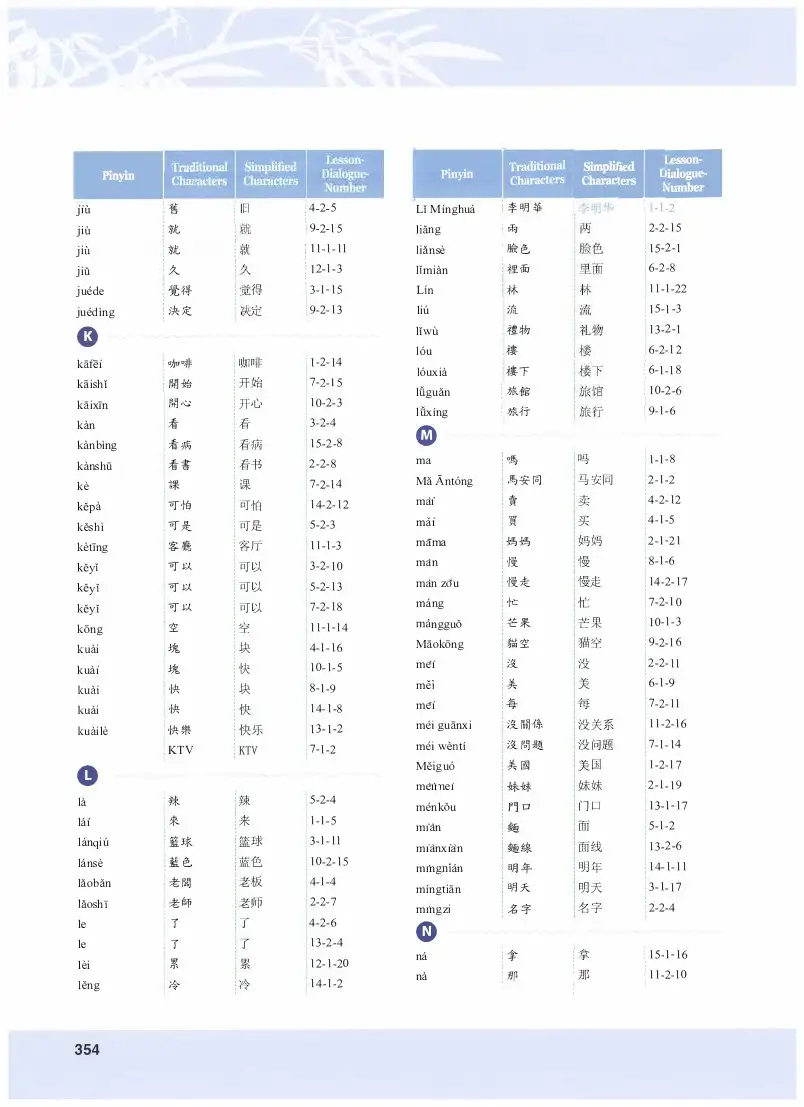 Pinyin Traditional Characters Simplified Characters Lesson-Dialogue-Number
jiù 舊 旧 4-2-5
jiù 就 就 9-2-15
jiù 就 就 11-1-11
jiǔ 久 久 12-1-3
juéde 覺得 觉得 3-1-15
juédìng 決定 决定 9-2-13
K
kāfēi 咖啡 咖啡 1-2-14
kāishǐ 開始 开始 7-2-15
kāixīn 開心 开心 10-2-3
kàn 看 看 3-2-4
kànbìng 看病 看病 15-2-8
kànshū 看書 看书 2-2-8
kè 課 课 7-2-14
kěpà 可怕 可怕 14-2-12
kěshì 可是 可是 5-2-3
kètīng 客廳 客厅 11-1-3
kěyǐ 可以 可以 3-2-10
kěyǐ 可以 可以 5-2-13
kěyǐ 可以 可以 7-2-18
kōng 空 空 11-1-14
kuài 塊 块 4-1-16
kuài 塊 快 10-1-5
kuài 快 块 8-1-9
kuài 快 快 14-1-8
kuàilè 快樂 快乐 13-1-2
KTV KTV 7-1-2
L
là 辣 辣 5-2-4
lái 來 来 1-1-5
lánqiú 籃球 篮球 3-1-11
lánsè 藍色 蓝色 10-2-15
lǎobǎn 老闆 老板 4-1-4
lǎoshī 老師 老师 2-2-7
le 了 了 4-2-6
le 了 了 13-2-4
lèi 累 累 12-1-20
lěng 冷 冷 14-1-2
Pinyin Traditional Characters Simplified Characters Lesson-Dialogue-Number
Lǐ Mínghuá 李明華 李明华 1-1-2
liǎng 兩 两 2-2-15
liǎnsè 臉色 脸色 15-2-1
lǐmiàn 裡面 里面 6-2-8
Lín 林 林 11-1-22
liú 流 流 15-1-3
lǐwù 禮物 礼物 13-2-1
lóu 樓 楼 6-2-12
lóuxià 樓下 楼下 6-1-18
lǚguǎn 旅館 旅馆 10-2-6
lǚxíng 旅行 旅行 9-1-6
M
ma 嗎 吗 1-1-8
Mǎ Āntóng 馬安同 马安同 2-1-2
mài 賣 卖 4-2-12
mǎi 買 买 4-1-5
māma 媽媽 妈妈 2-1-21
màn 慢 慢 8-1-6
màn zǒu 慢走 慢走 14-2-17
máng 忙 忙 7-2-10
mángguǒ 芒果 芒果 10-1-3
Māokōng 貓空 猫空 9-2-16
méi 沒 没 2-2-11
měi 美 美 6-1-9
měi 每 每 7-2-11
méi guānxi 沒關係 没关系 11-2-16
méi wèntí 沒問題 没问题 7-1-14
Měiguó 美國 美国 1-2-17
mèimei 妹妹 妹妹 2-1-19
ménkǒu 門口 门口 13-1-17
miàn 麵 面 5-1-2
miànxiàn 麵線 面线 13-2-6
míngnián 明年 明年 14-1-11
míngtiān 明天 明天 3-1-17
míngzi 名字 名字 2-2-4
N
ná 拿 拿 15-1-16
nà 那 那 11-2-10
354